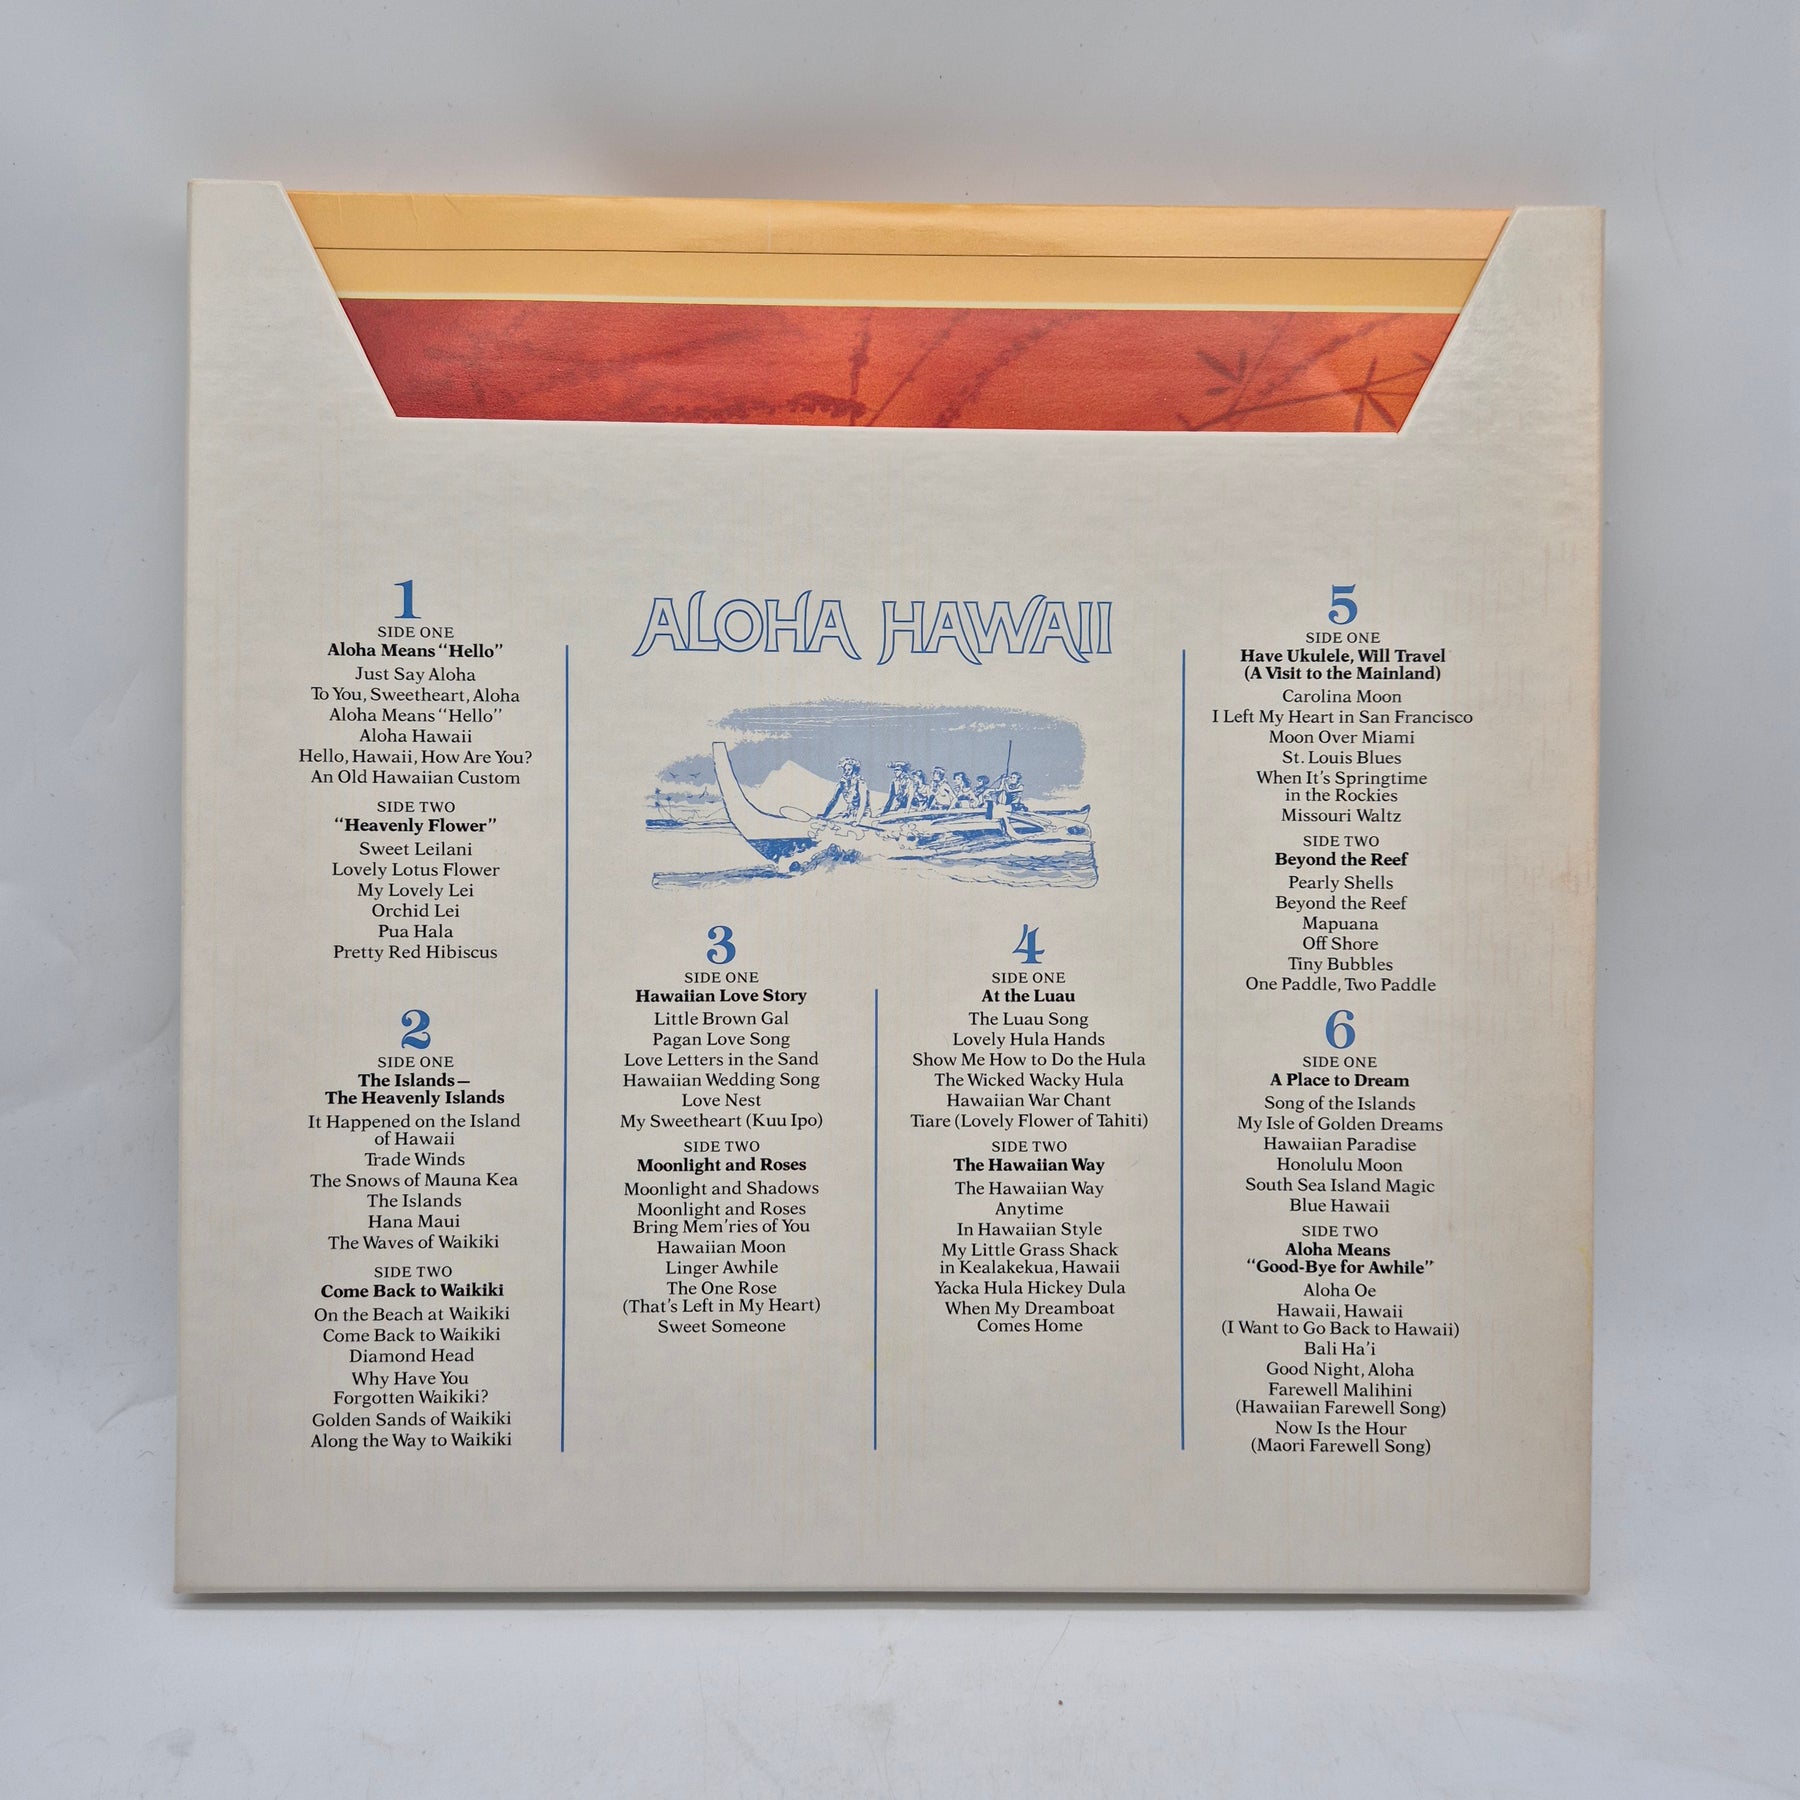 ALOHA HAWAII
1
SIDE ONE
Aloha Means “Hello”
Just Say Aloha
To You, Sweetheart, Aloha
Aloha Means “Hello”
Aloha Hawaii
Hello, Hawaii, How Are You?
An Old Hawaiian Custom
SIDE TWO
“Heavenly Flower”
Sweet Leilani
Lovely Lotus Flower
My Lovely Lei
Orchid Lei
Pua Hala
Pretty Red Hibiscus
2
SIDE ONE
The Islands—
The Heavenly Islands
It Happened on the Island
of Hawaii
Trade Winds
The Snows of Mauna Kea
The Islands
Hana Maui
The Waves of Waikiki
SIDE TWO
Come Back to Waikiki
On the Beach at Waikiki
Come Back to Waikiki
Diamond Head
Why Have You
Forgotten Waikiki?
Golden Sands of Waikiki
Along the Way to Waikiki
3
SIDE ONE
Hawaiian Love Story
Little Brown Gal
Pagan Love Song
Love Letters in the Sand
Hawaiian Wedding Song
Love Nest
My Sweetheart (Kuu Ipo)
SIDE TWO
Moonlight and Roses
Moonlight and Shadows
Moonlight and Roses
Bring Mem’ries of You
Hawaiian Moon
Linger Awhile
The One Rose
(That’s Left in My Heart)
Sweet Someone
4
SIDE ONE
At the Luau
The Luau Song
Lovely Hula Hands
Show Me How to Do the Hula
The Wicked Wacky Hula
Hawaiian War Chant
Tiare (Lovely Flower of Tahiti)
SIDE TWO
The Hawaiian Way
The Hawaiian Way
Anytime
In Hawaiian Style
My Little Grass Shack
in Kealakekua, Hawaii
Yacka Hula Hickey Dula
When My Dreamboat
Comes Home
5
SIDE ONE
Have Ukulele, Will Travel
(A Visit to the Mainland)
Carolina Moon
I Left My Heart in San Francisco
Moon Over Miami
St. Louis Blues
When It’s Springtime
in the Rockies
Missouri Waltz
SIDE TWO
Beyond the Reef
Pearly Shells
Beyond the Reef
Mapuana
Off Shore
Tiny Bubbles
One Paddle, Two Paddle
6
SIDE ONE
A Place to Dream
Song of the Islands
My Isle of Golden Dreams
Hawaiian Paradise
Honolulu Moon
South Sea Island Magic
Blue Hawaii
SIDE TWO
Aloha Means
“Good-Bye for Awhile”
Aloha Oe
Hawaii, Hawaii
(I Want to Go Back to Hawaii)
Bali Ha’i
Good Night, Aloha
Farewell Malihini
(Hawaiian Farewell Song)
Now Is the Hour
(Maori Farewell Song)